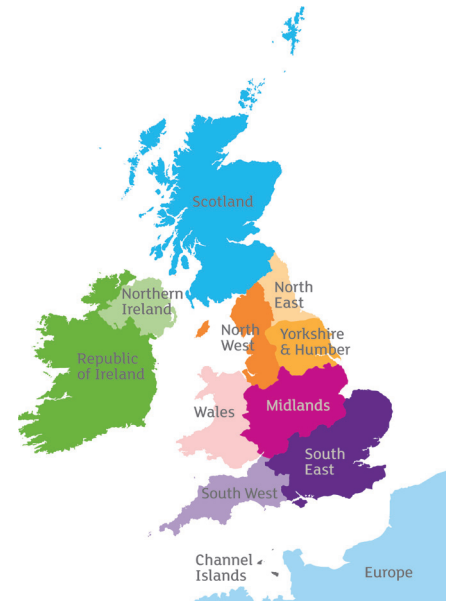 Scotland
North
East
Northern
Ireland
North
West
Yorkshire
& Humber
Republic
of Ireland
Wales
Midlands
South
East
South West
Channel
Islands
Europe